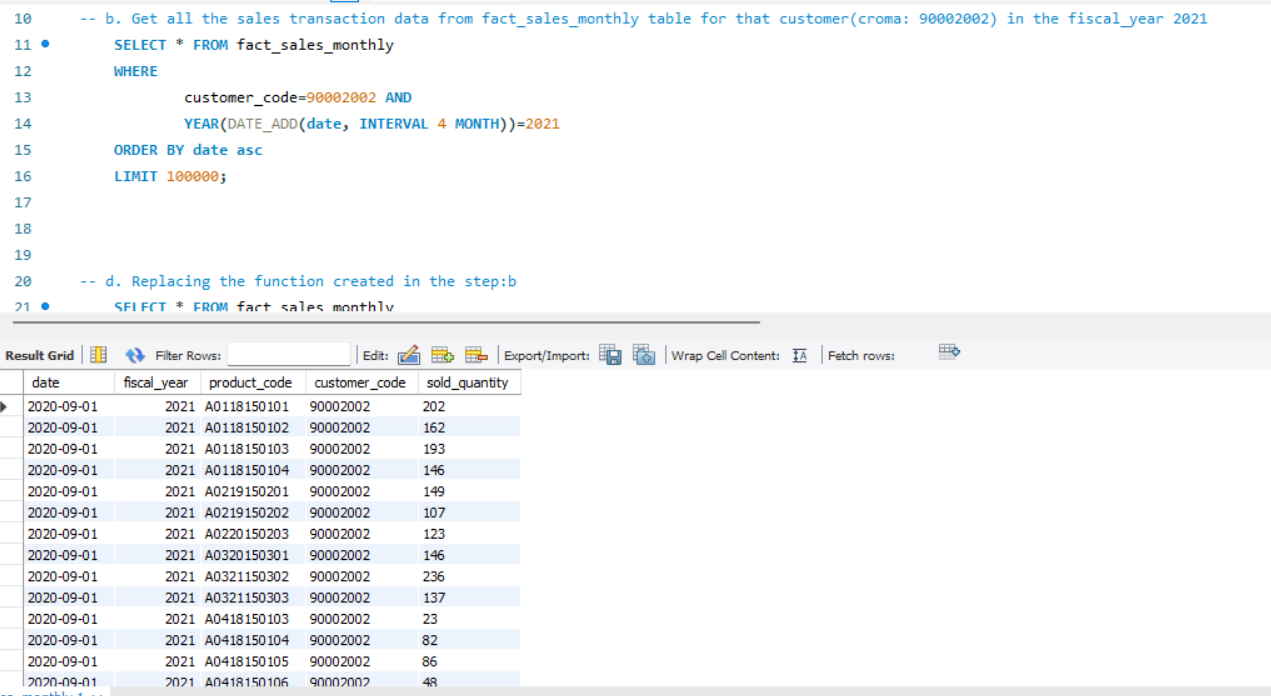 10 -- b. Get all the sales transaction data from fact_sales_monthly table for that customer(croma: 90002002) in the fiscal_year 2021
11 SELECT * FROM fact_sales_monthly
12 WHERE
13 customer_code=90002002 AND
14 YEAR(DATE_ADD(date, INTERVAL 4 MONTH))=2021
15 ORDER BY date asc
16 LIMIT 100000;
17
18
19
20 -- d. Replacing the function created in the step:b
21 SELECT * FROM fact_sales_monthly
Result Grid Filter Rows: Edit: Export/Import: Wrap Cell Content: IA Fetch rows:
date fiscal_year product_code customer_code sold_quantity
2020-09-01 2021 A0118150101 90002002 202
2020-09-01 2021 A0118150102 90002002 162
2020-09-01 2021 A0118150103 90002002 193
2020-09-01 2021 A0118150104 90002002 146
2020-09-01 2021 A0219150201 90002002 149
2020-09-01 2021 A0219150202 90002002 107
2020-09-01 2021 A0220150203 90002002 123
2020-09-01 2021 A0320150301 90002002 146
2020-09-01 2021 A0321150302 90002002 236
2020-09-01 2021 A0321150303 90002002 137
2020-09-01 2021 A0418150103 90002002 23
2020-09-01 2021 A0418150104 90002002 82
2020-09-01 2021 A0418150105 90002002 86
2020-09-01 2021 A0418150106 90002002 48